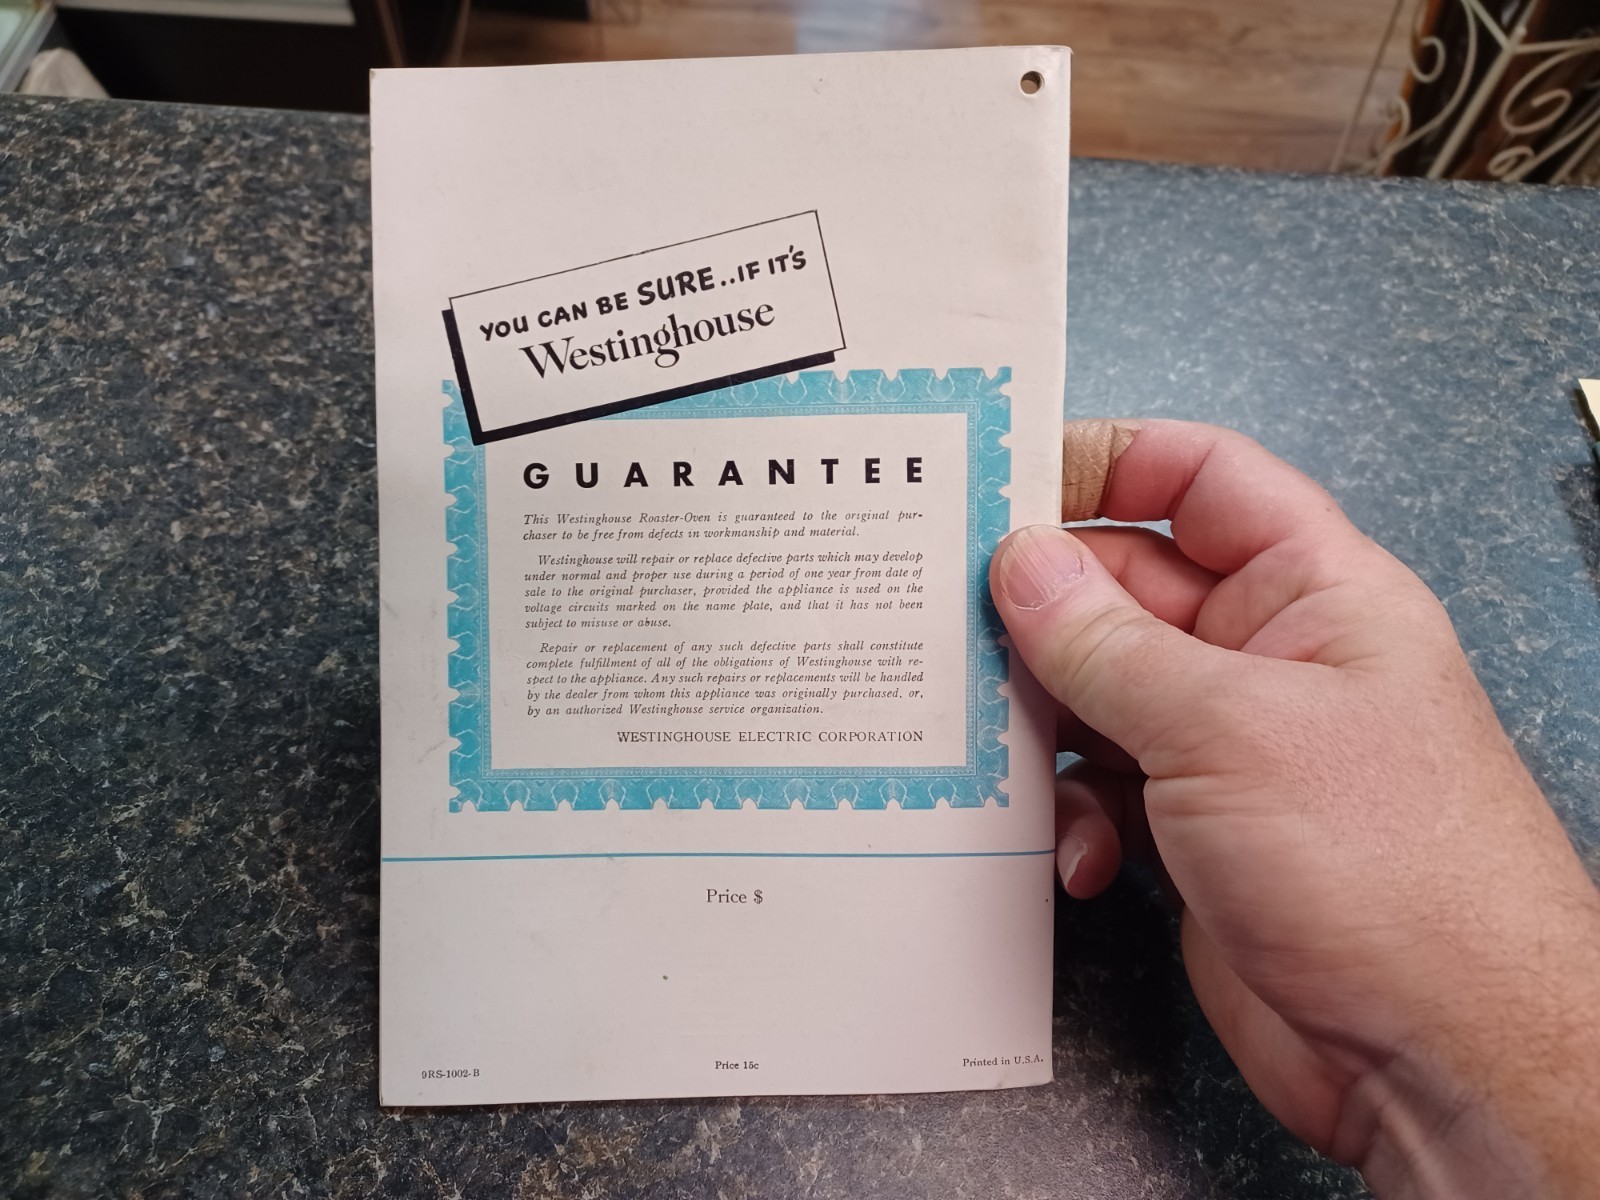 YOU CAN BE SURE..IF IT'S
Westinghouse
GUARANTEE
This Westinghouse Roaster-Oven is guaranteed to the original pur-
chaser to be free from defects in workmanship and material.
Westinghouse will repair or replace defective parts which may develop
under normal and proper use during a period of one year from date of
sale to the original purchaser, provided the appliance is used on the
voltage circuits marked on the name plate, and that it has not been
subject to misuse or abuse.
Repair or replacement of any such defective parts shall constitute
complete fulfillment of all of the obligations of Westinghouse with re-
spect to the appliance. Any such repairs or replacements will be handled
by the dealer from whom this appliance was originally purchased, or,
by an authorized Westinghouse service organization.
WESTINGHOUSE ELECTRIC CORPORATION
Price $
9RS-1002-B
Price 15c
Printed in U.S.A.